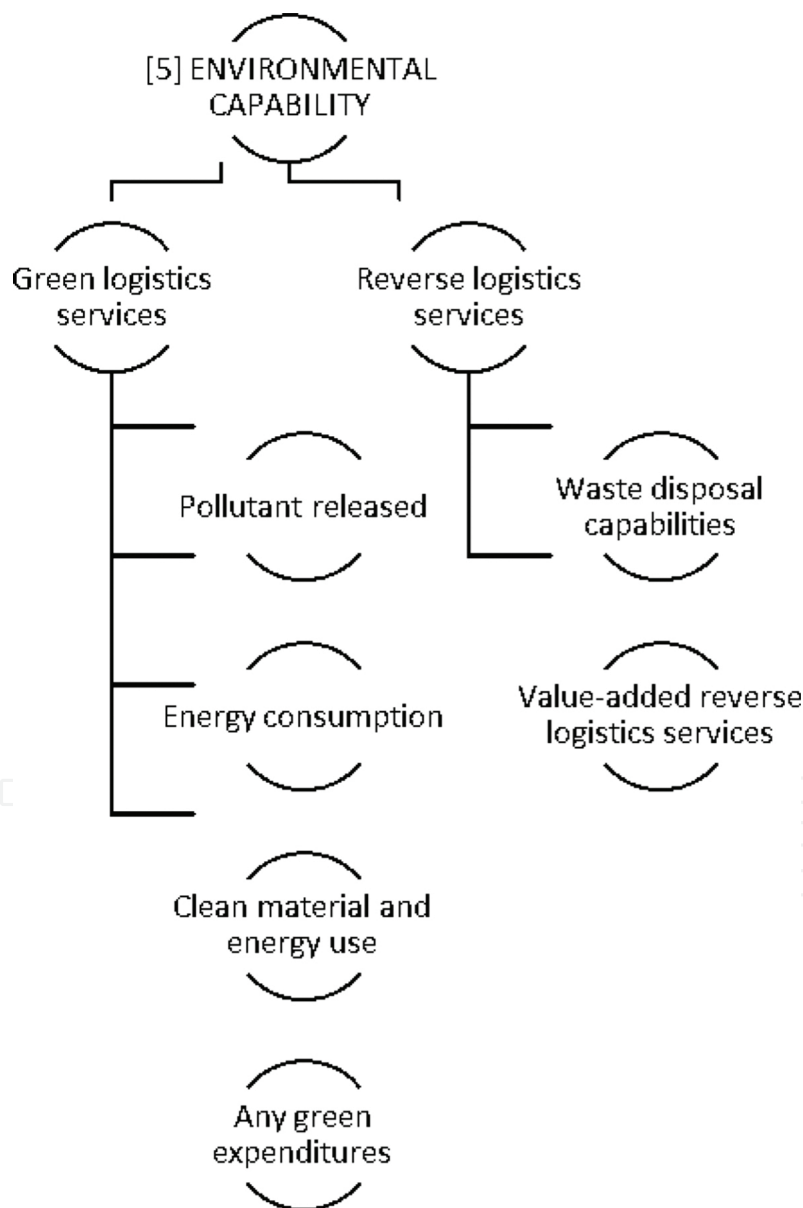 [5] ENVIRONMENTAL
CAPABILITY
Green logistics
services
Reverse logistics
services
Pollutant released
Waste disposal
capabilities
Energy consumption
Value-added reverse
logistics services
Clean material and
energy use
Any green
expenditures